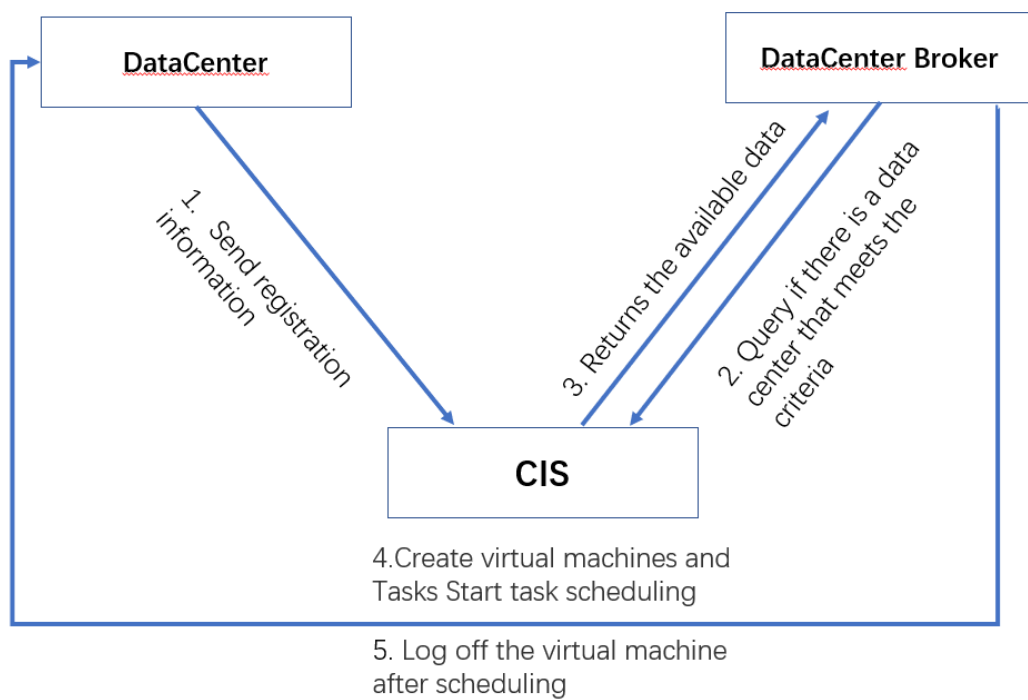 DataCenter
DataCenter Broker
1. Send registration
information
3. Returns the available data
2. Query if there is a data
center that meets the
criteria
CIS
4.Create virtual machines and
Tasks Start task scheduling
5. Log off the virtual machine
after scheduling